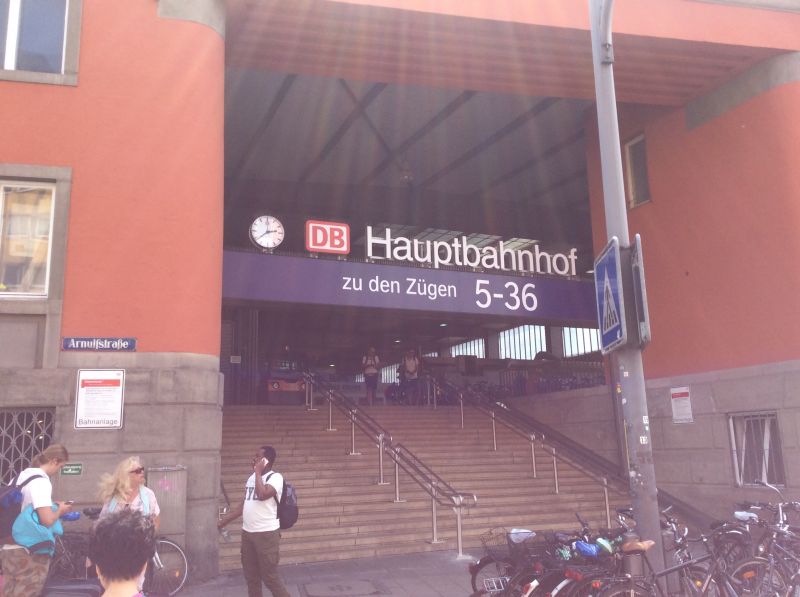 DB Hauptbahnhof
zu den Zügen 5-36
Arnulfstraße
Bahnanlage